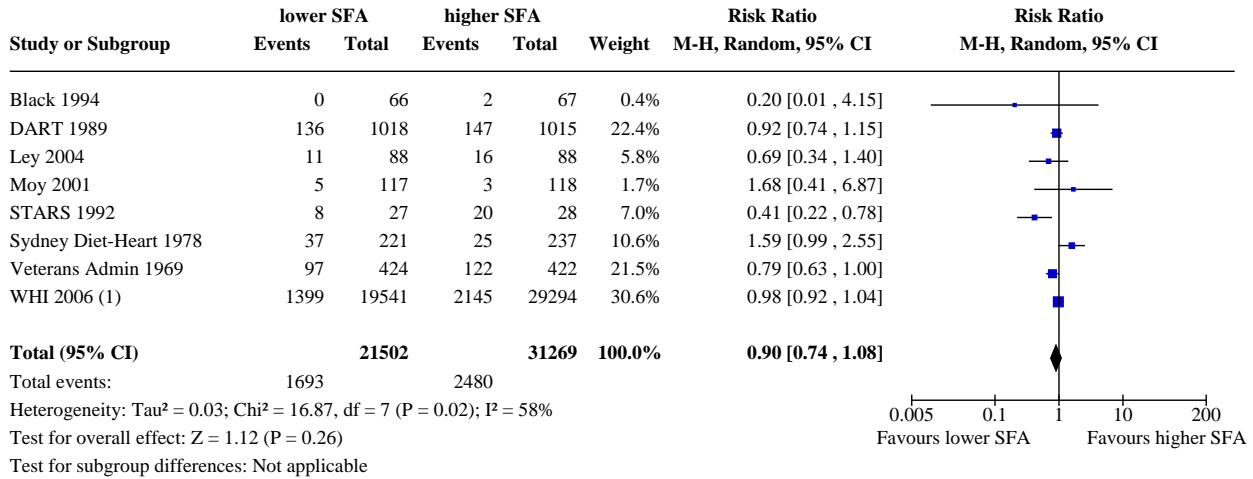 lower SFA higher SFA Risk Ratio Risk Ratio
Study or Subgroup Events Total Events Total Weight M-H, Random, 95% CI M-H, Random, 95% CI
Black 1994 0 66 2 67 0.4% 0.20 [0.01 , 4.15]
DART 1989 136 1018 147 1015 22.4% 0.92 [0.74 , 1.15]
Ley 2004 11 88 16 88 5.8% 0.69 [0.34 , 1.40]
Moy 2001 5 117 3 118 1.7% 1.68 [0.41 , 6.87]
STARS 1992 8 27 20 28 7.0% 0.41 [0.22 , 0.78]
Sydney Diet-Heart 1978 37 221 25 237 10.6% 1.59 [0.99 , 2.55]
Veterans Admin 1969 97 424 122 422 21.5% 0.79 [0.63 , 1.00]
WHI 2006 (1) 1399 19541 2145 29294 30.6% 0.98 [0.92 , 1.04]
Total (95% CI) 21502 31269 100.0% 0.90 [0.74 , 1.08]
Total events: 1693 2480
Heterogeneity: Tau² = 0.03; Chi² = 16.87, df = 7 (P = 0.02); I² = 58%
Test for overall effect: Z = 1.12 (P = 0.26)
Test for subgroup differences: Not applicable
0.005 0.1 1 10 200
Favours lower SFA Favours higher SFA